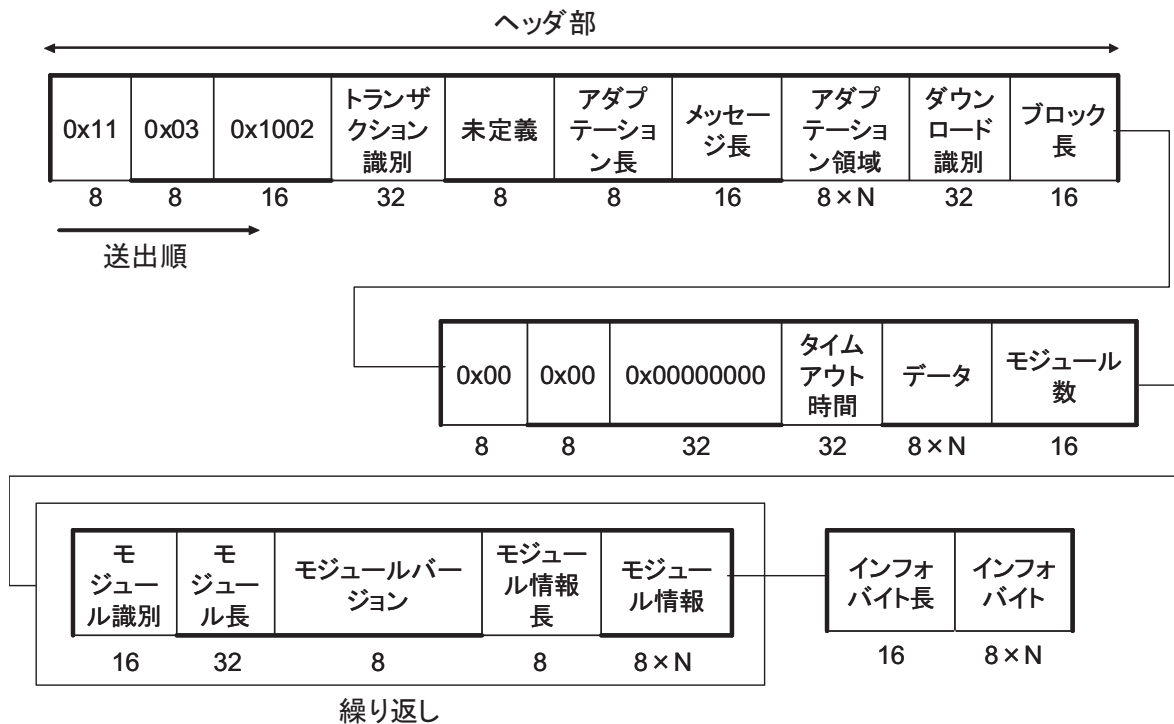 ヘッダ部
0x11
0x03
0x1002
トランザ
クション
識別
未定義
アダプ
テーショ
ン長
メッセー
ジ長
アダプ
テーショ
ン領域
ダウン
ロード
識別
ブロック
長
8
8
16
32
8
8
16
8×N
32
16
送出順
0x00
0x00
0x00000000
タイム
アウト
時間
データ
モジュール
数
8
8
32
32
8×N
16
モ
ジュー
ル識別
モ
ジュー
ル長
モジュールバー
ジョン
モジュー
ル情報
長
モジュー
ル情報
インフォ
バイト長
インフォ
バイト
16
32
8
8
8×N
16
8×N
繰り返し